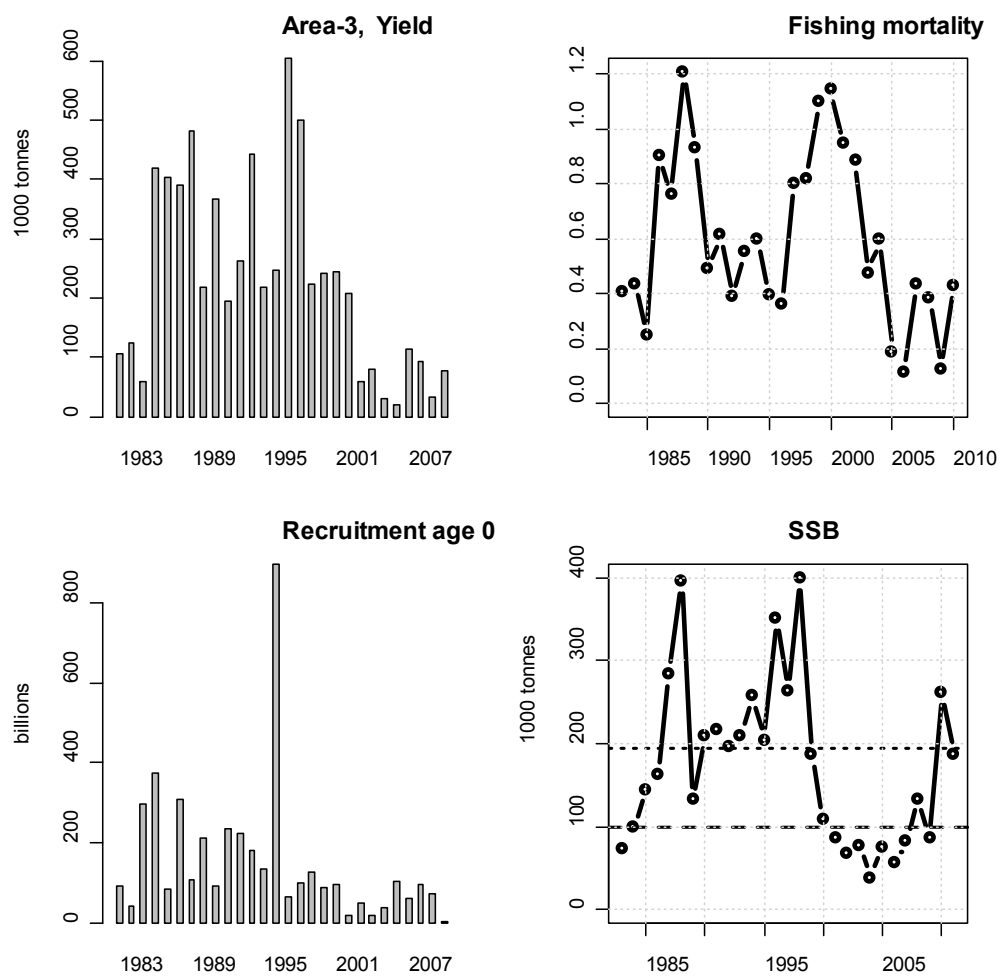 Area-3, Yield
1000 tonnes
0 100 200 300 400 500 600
1983 1989 1995 2001 2007
Fishing mortality
0.0 0.2 0.4 0.6 0.8 1.0 1.2
1985 1990 1995 2000 2005 2010
Recruitment age 0
billions
0 200 400 600 800
1983 1989 1995 2001 2007
SSB
1000 tonnes
0 100 200 300 400
1985 1995 2005